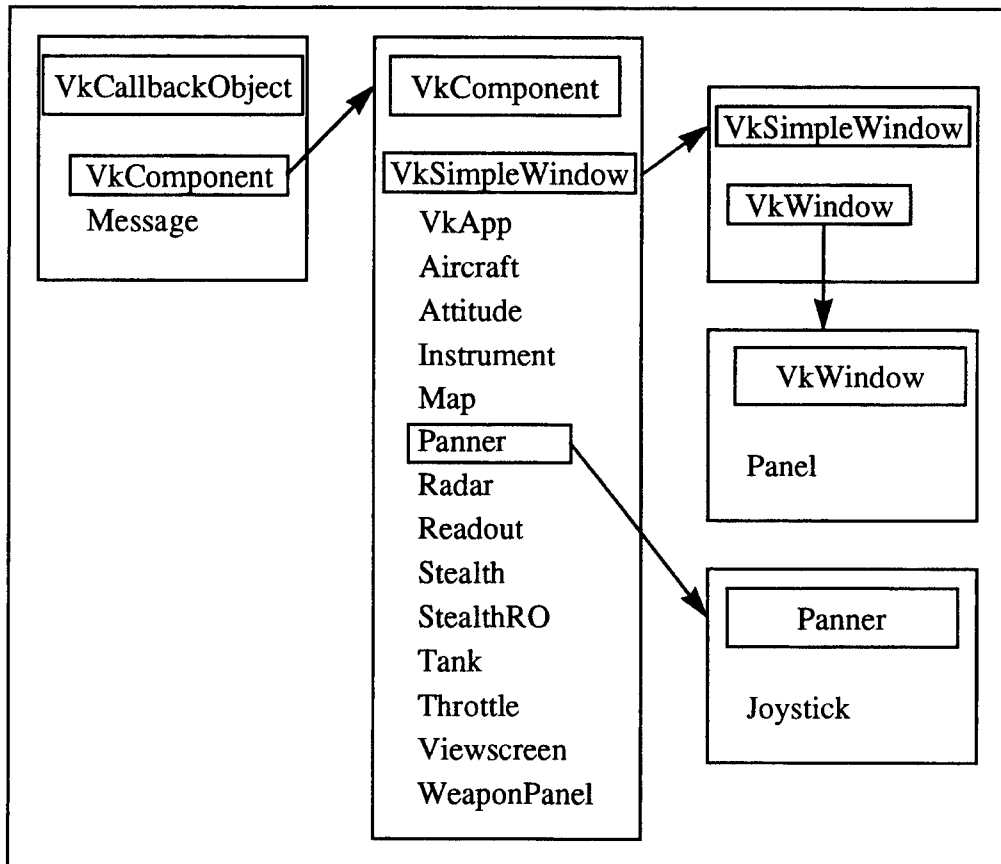 VkCallbackObject
VkComponent
Message
VkComponent
VkSimpleWindow
VkApp
Aircraft
Attitude
Instrument
Map
Panner
Radar
Readout
Stealth
StealthRO
Tank
Throttle
Viewscreen
WeaponPanel
VkSimpleWindow
VkWindow
VkWindow
Panel
Panner
Joystick